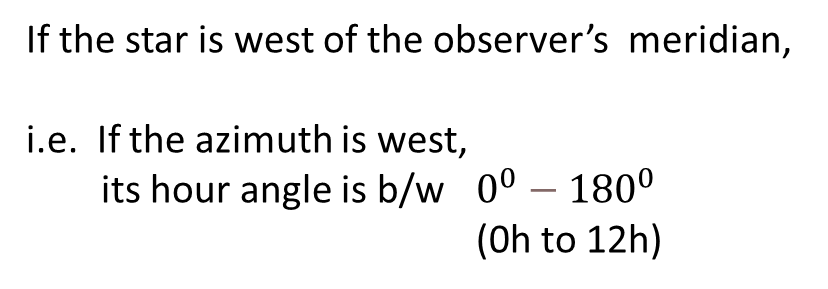 If the star is west of the observer’s meridian,
i.e. If the azimuth is west,
its hour angle is b/w 0⁰ – 180⁰
(0h to 12h)